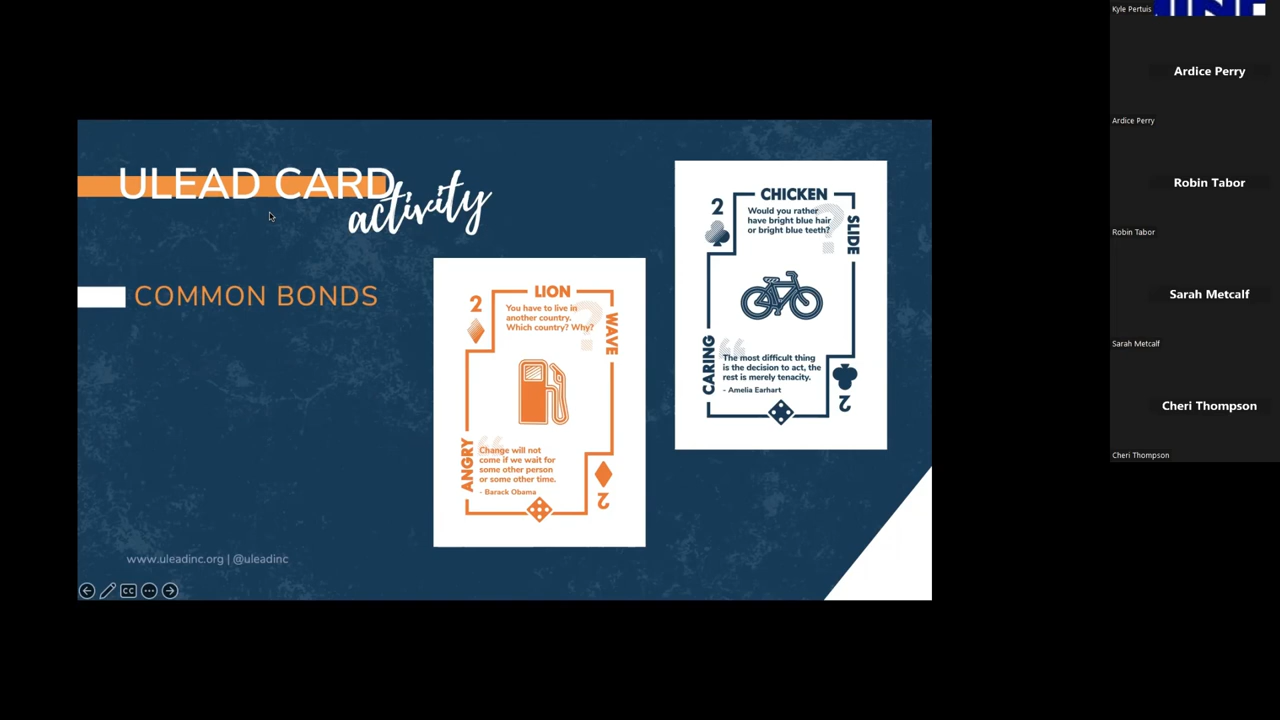 ULEAD CARD
activity
COMMON BONDS
2
LION
You have to live in
another country.
Which country? Why?
?
WAVE
ANGRY
“
Change will not
come if we wait for
some other person
or some other time.
- Barack Obama
2
2
CHICKEN
Would you rather
have bright blue hair
or bright blue teeth?
?
SLIDE
CARING
“
The most difficult thing
is the decision to act, the
rest is merely tenacity.
- Amelia Earhart
2
www.uleadinc.org | @uleadinc
CC
Kyle Pertuis
Ardice Perry
Ardice Perry
Robin Tabor
Robin Tabor
Sarah Metcalf
Sarah Metcalf
Cheri Thompson
Cheri Thompson